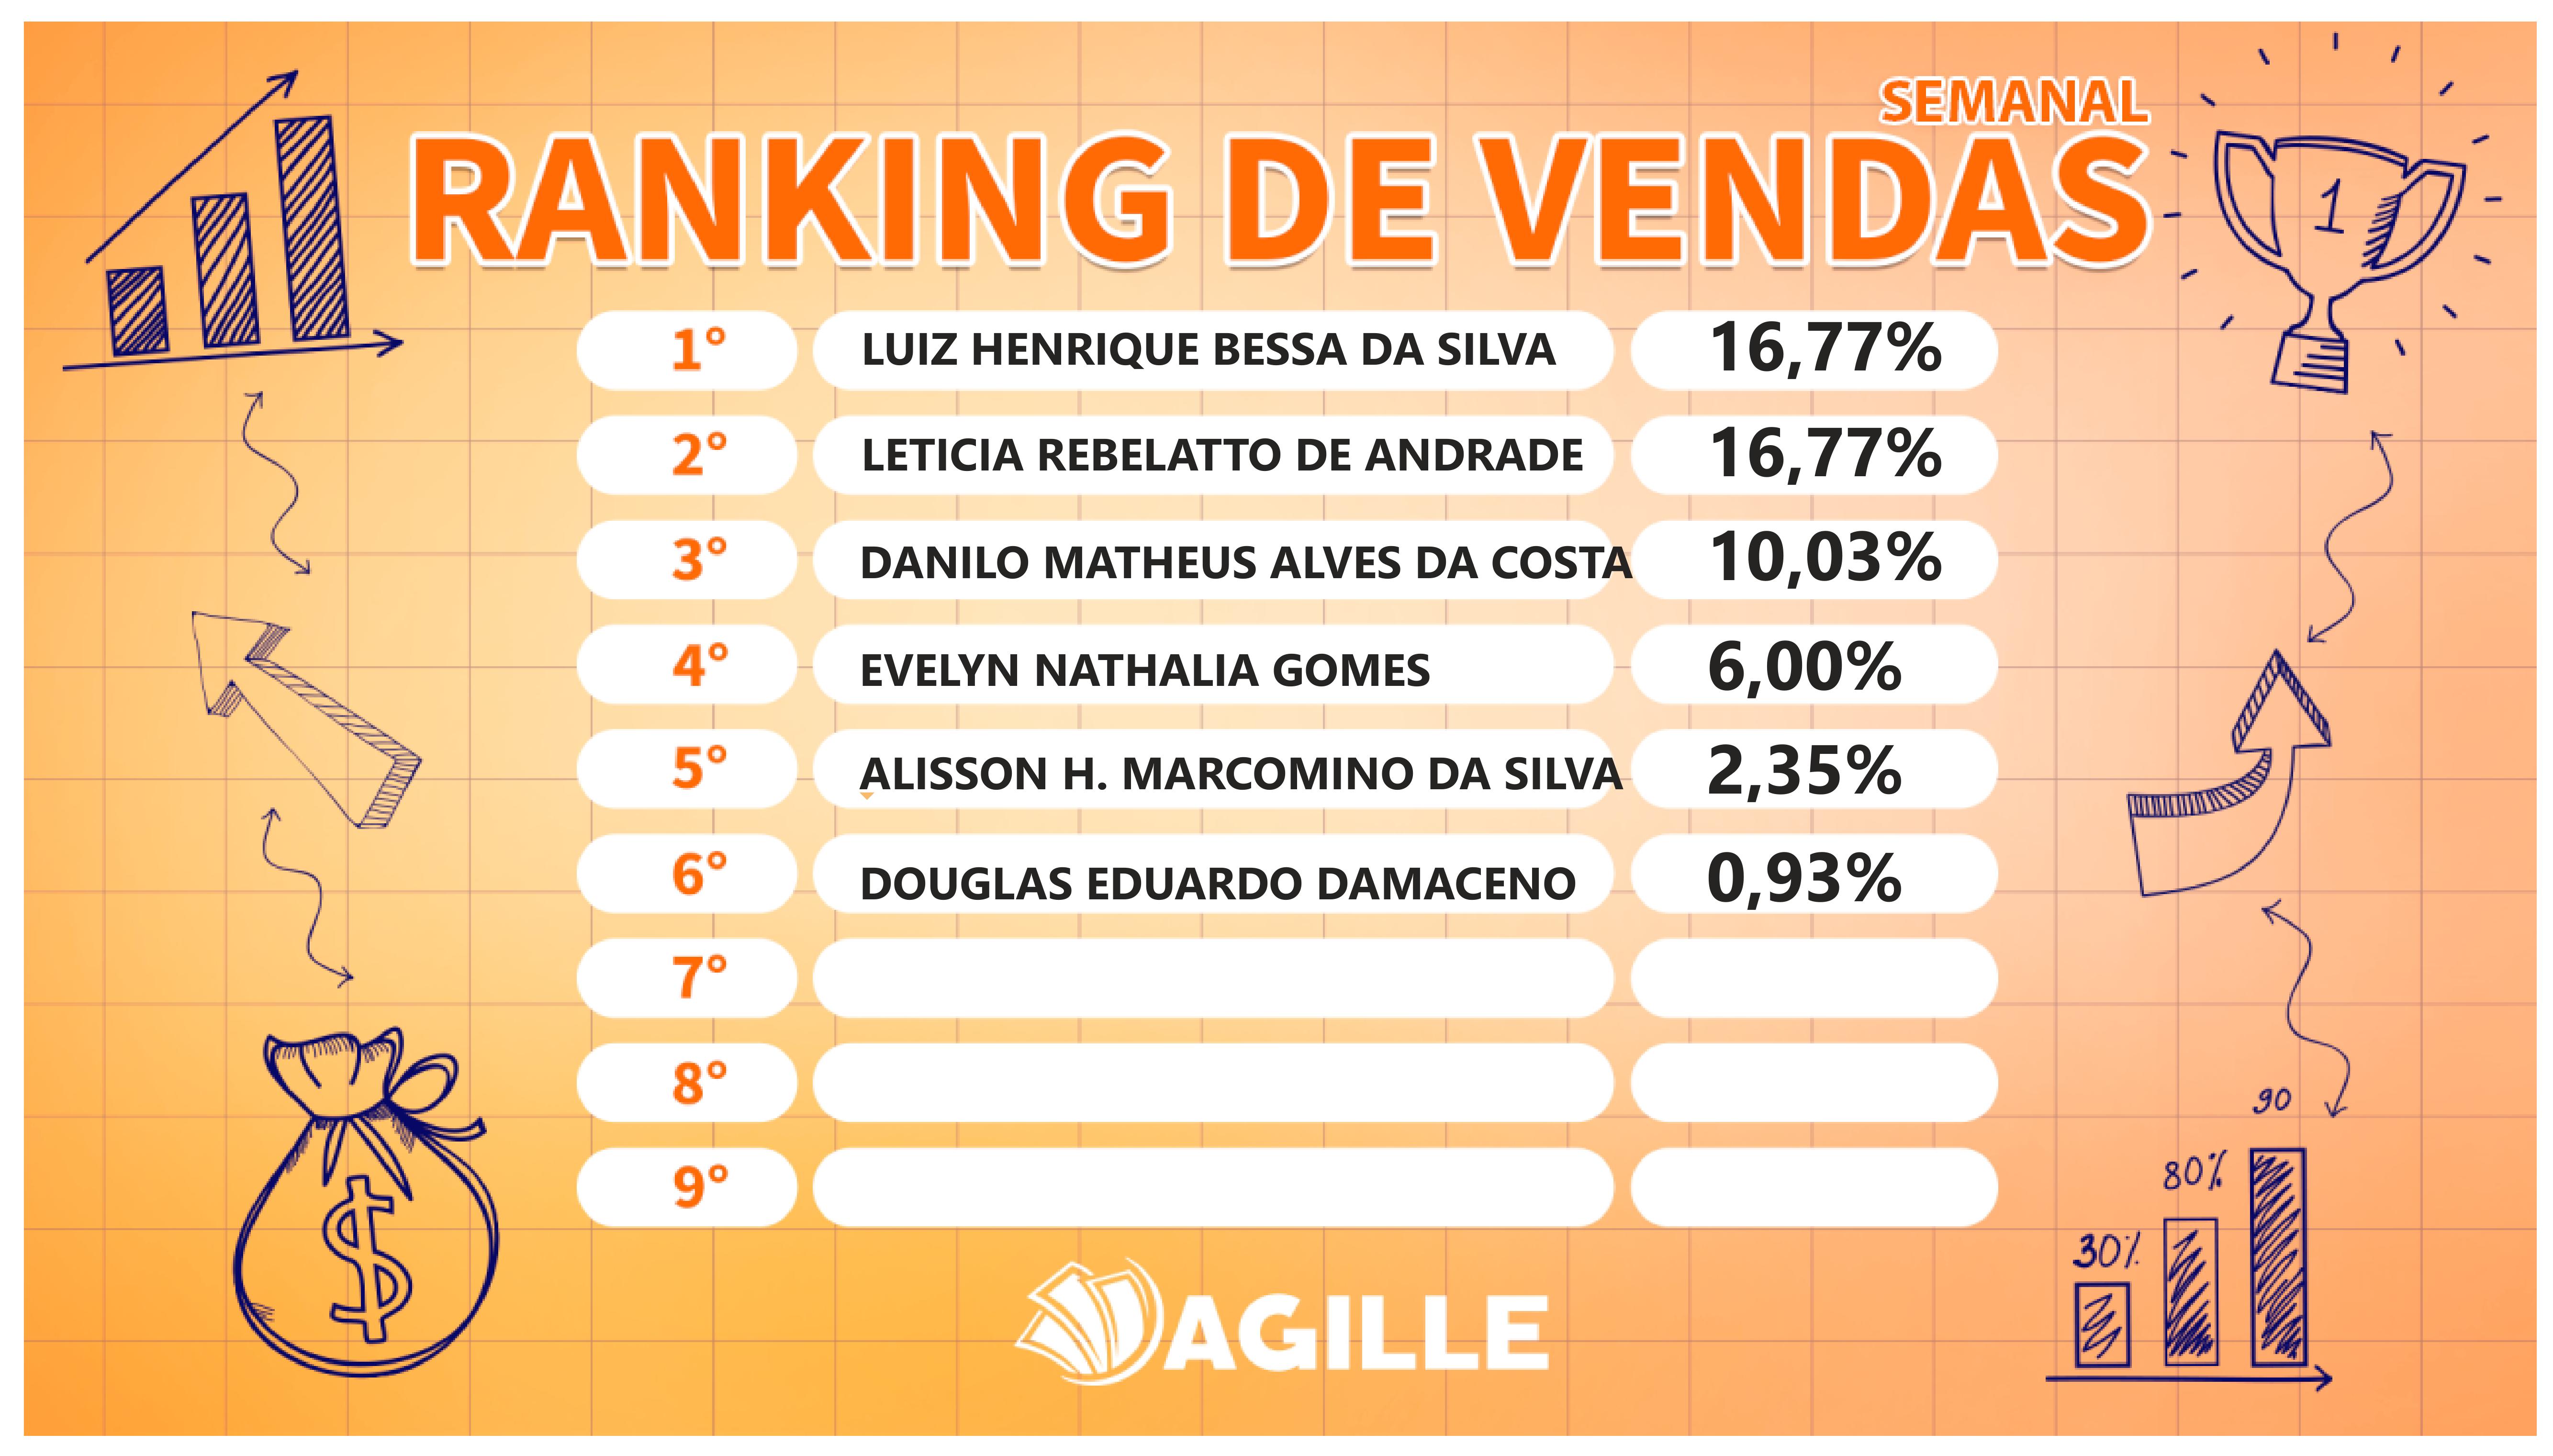 SEMANAL
RANKING DE VENDAS
1
1° LUIZ HENRIQUE BESSA DA SILVA 16,77%
2° LETICIA REBELATTO DE ANDRADE 16,77%
3° DANILO MATHEUS ALVES DA COSTA 10,03%
4° EVELYN NATHALIA GOMES 6,00%
5° ALISSON H. MARCOMINO DA SILVA 2,35%
6° DOUGLAS EDUARDO DAMACENO 0,93%
7°
8°
9°
90
80%
30%
$
AGILLE